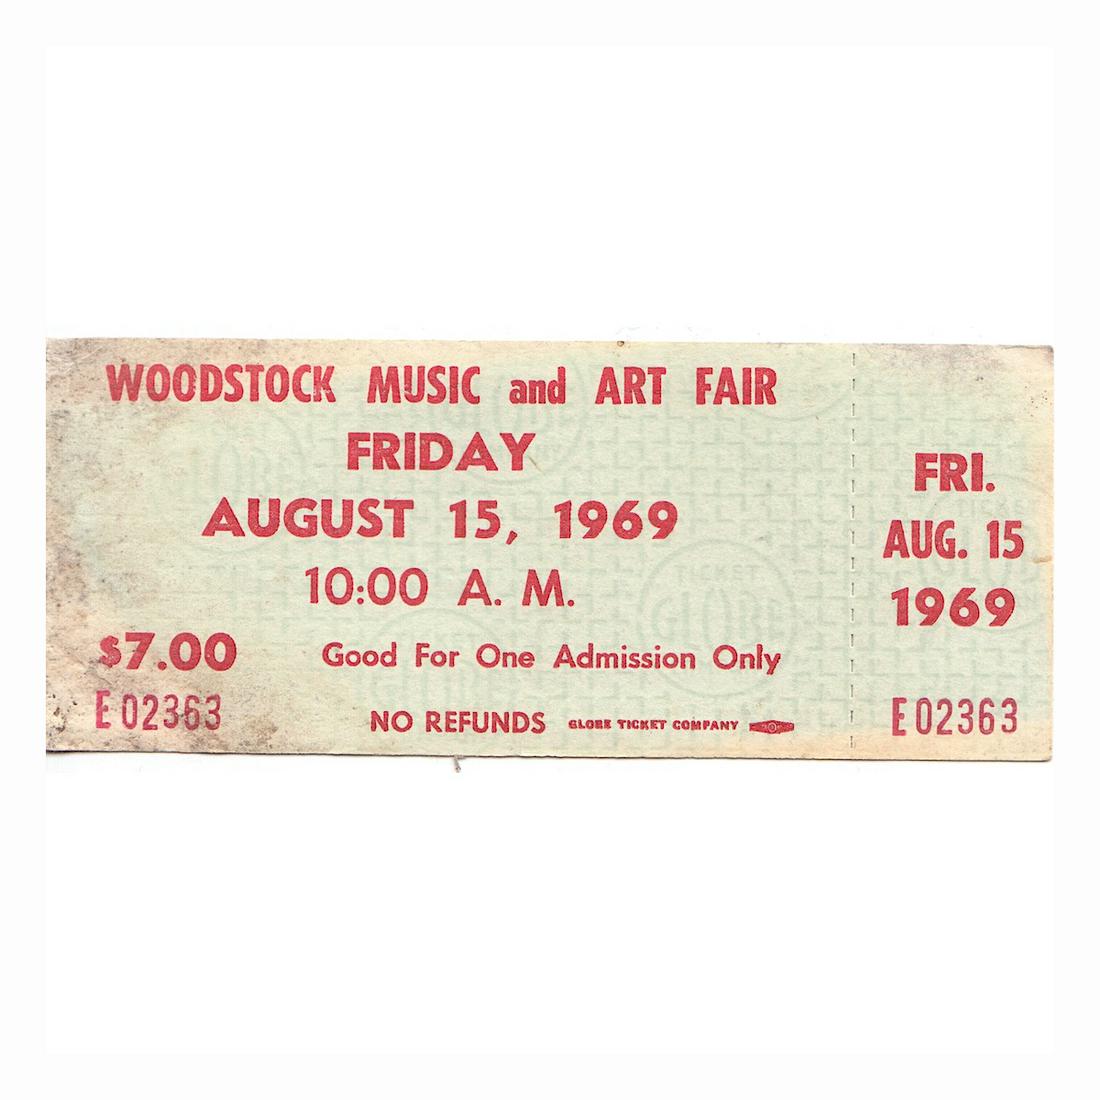 WOODSTOCK MUSIC and ART FAIR
FRIDAY
AUGUST 15, 1969
10:00 A. M.
$7.00 Good For One Admission Only
E 02363 NO REFUNDS GLOBE TICKET COMPANY
FRI.
AUG. 15
1969
E 02363
GLOBE